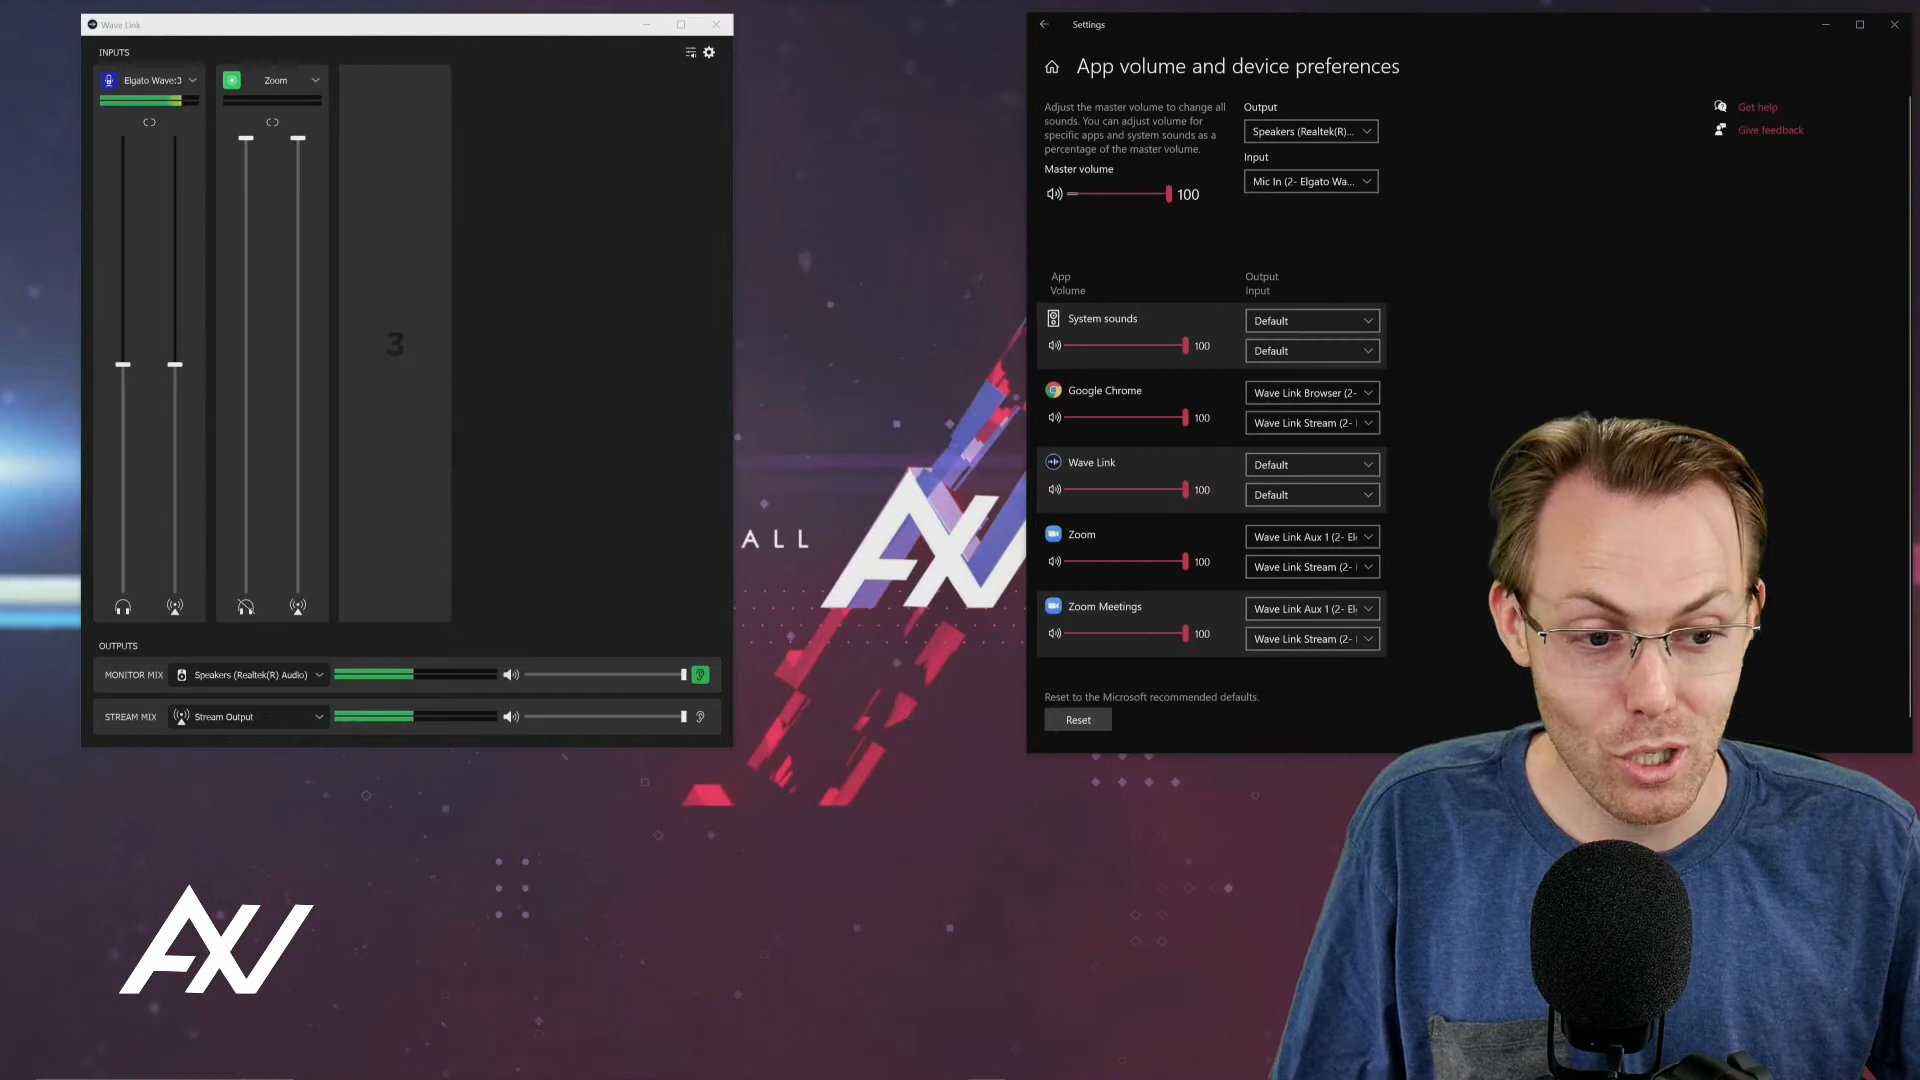 Wave Link
INPUTS
Elgato Wave:3
Zoom
3
OUTPUTS
MONITOR MIX
Speakers (Realtek(R) Audio)
STREAM MIX
Stream Output
ALL
AXV
Settings
App volume and device preferences
Adjust the master volume to change all
sounds. You can adjust volume for
specific apps and system sounds as a
percentage of the master volume.
Master volume
100
Output
Speakers (Realtek(R)...
Input
Mic In (2- Elgato Wa...
Get help
Give feedback
App
Volume
Output
Input
System sounds
100
Default
Default
Google Chrome
100
Wave Link Browser (2-
Wave Link Stream (2-
Wave Link
100
Default
Default
Zoom
100
Wave Link Aux 1 (2- El
Wave Link Stream (2-
Zoom Meetings
100
Wave Link Aux 1 (2- El
Wave Link Stream (2-
Reset to the Microsoft recommended defaults.
Reset